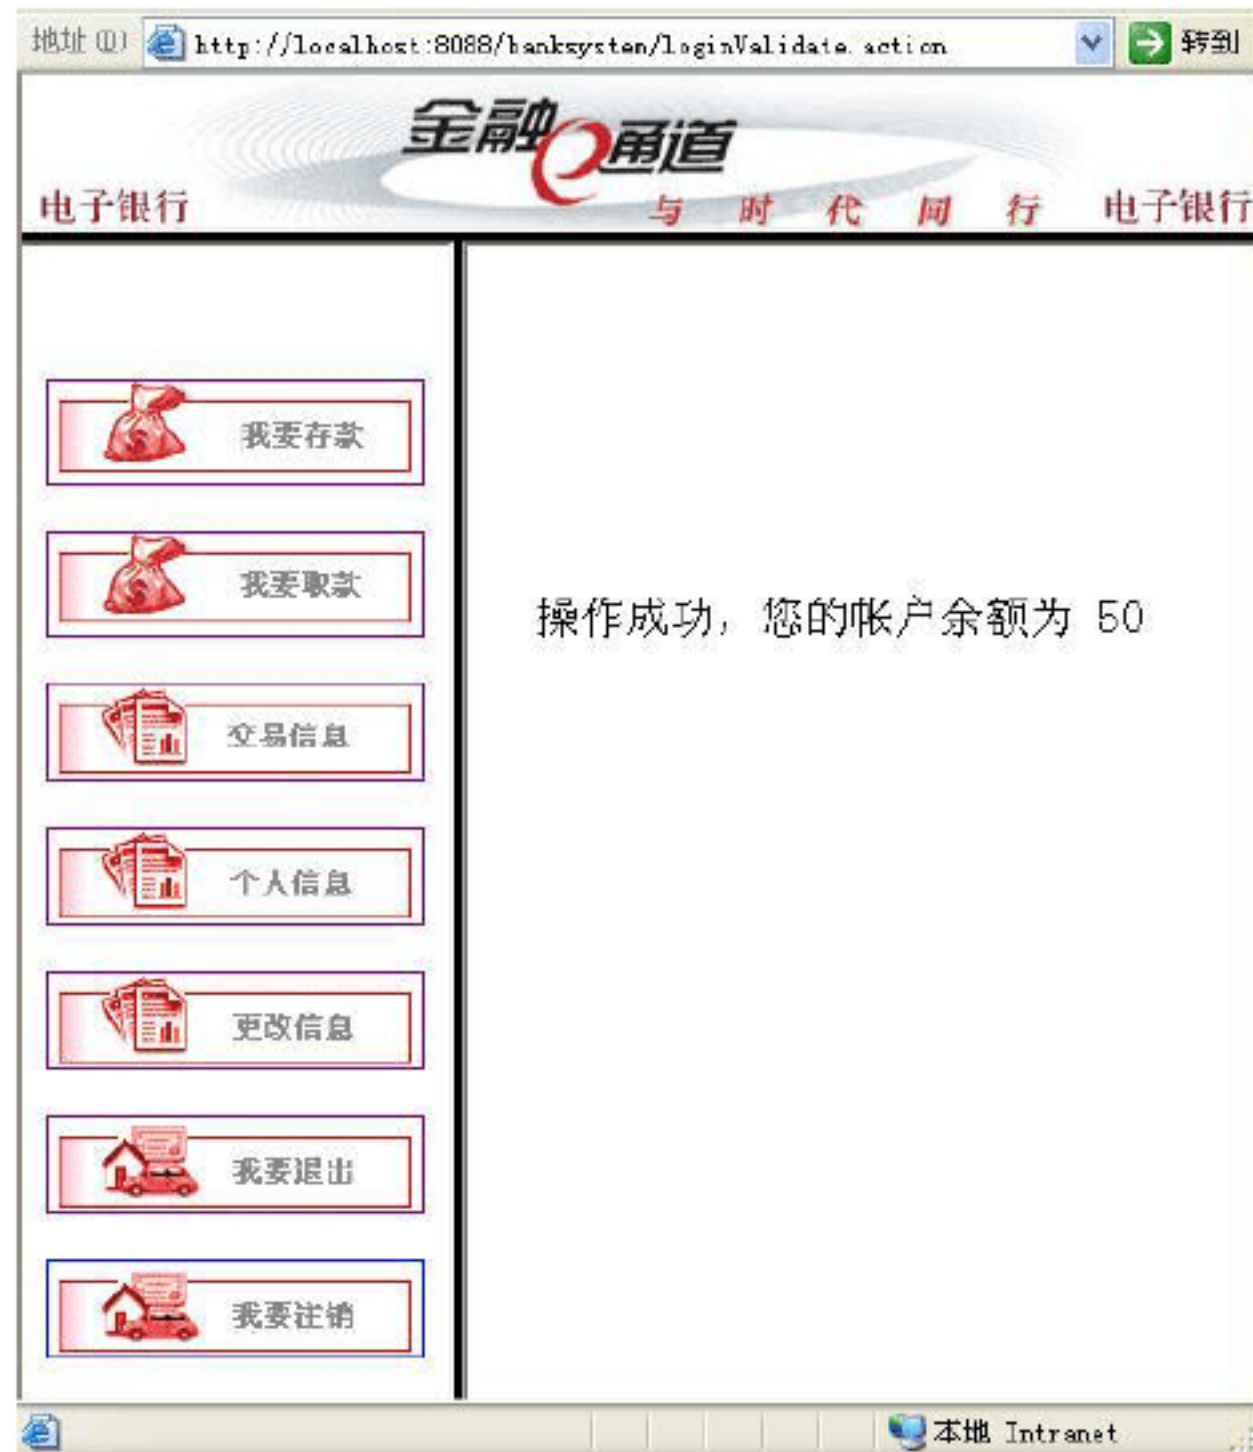 地址(D) http://localhost:8088/banksystem/loginValidate.action 转到
金融e通道
电子银行 与时代同行 电子银行
我要存款
我要取款
操作成功，您的帐户余额为 50
交易信息
个人信息
更改信息
我要退出
我要注销
本地 Intranet